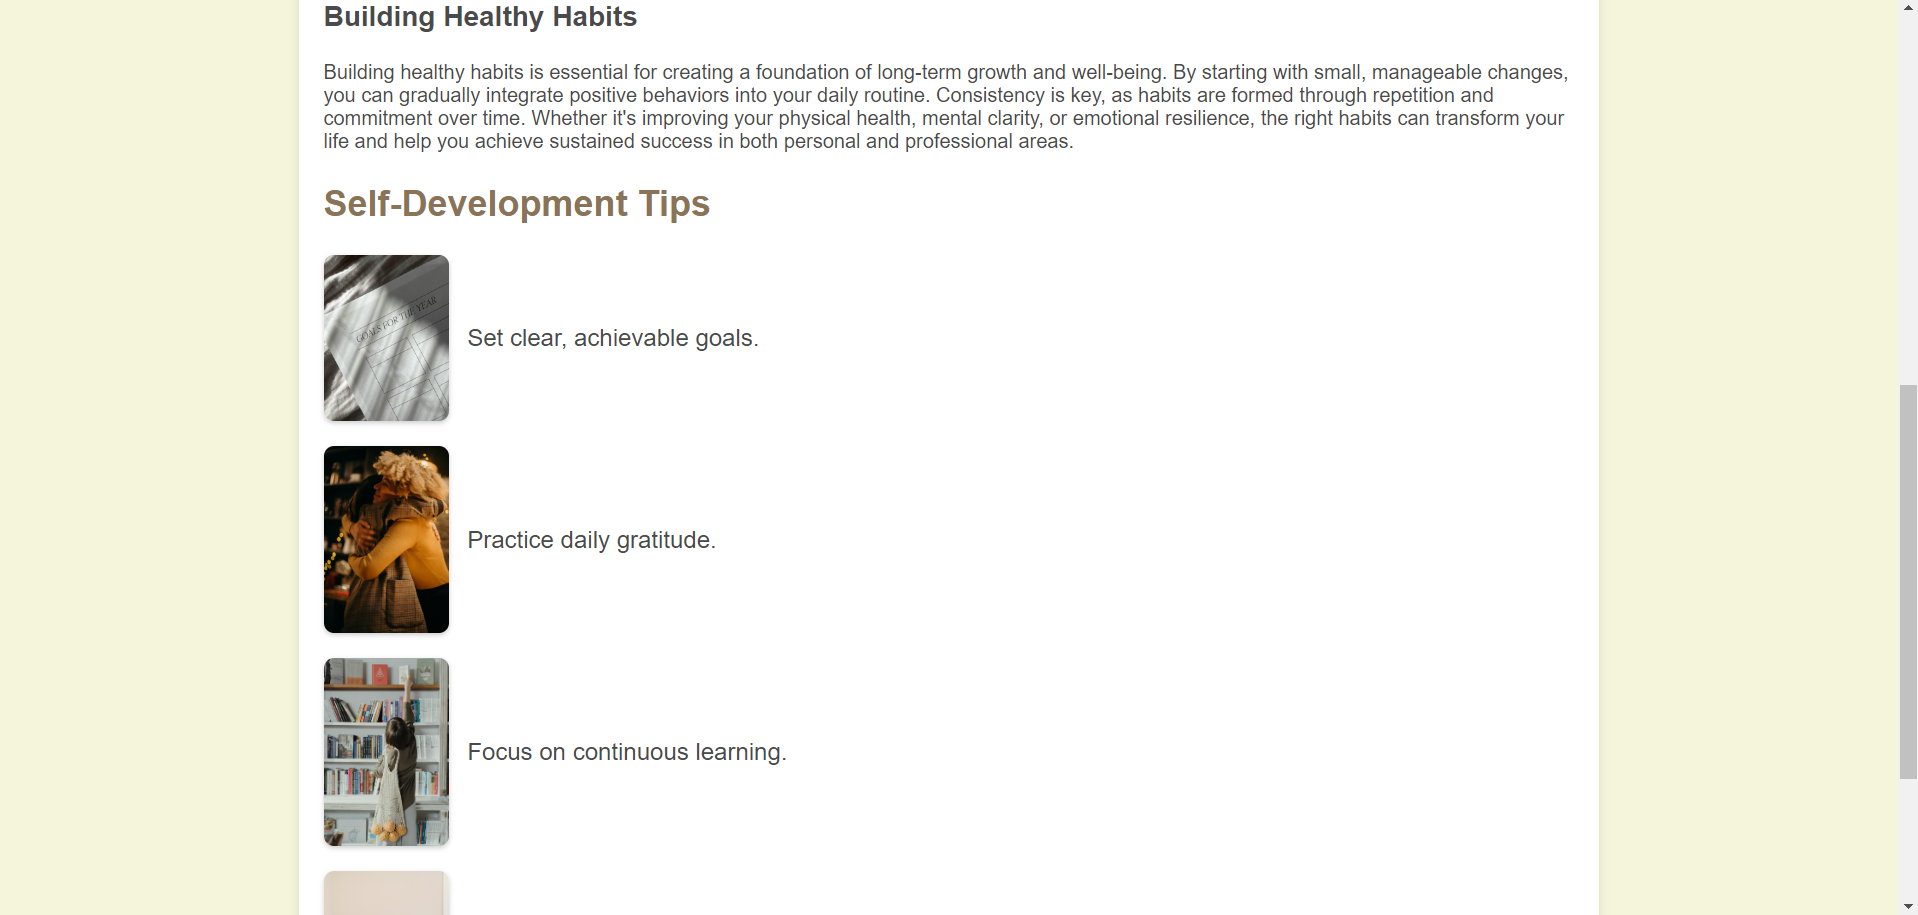 Building Healthy Habits
Building healthy habits is essential for creating a foundation of long-term growth and well-being. By starting with small, manageable changes,
you can gradually integrate positive behaviors into your daily routine. Consistency is key, as habits are formed through repetition and
commitment over time. Whether it's improving your physical health, mental clarity, or emotional resilience, the right habits can transform your
life and help you achieve sustained success in both personal and professional areas.
Self-Development Tips
GOALS FOR THE YEAR
Set clear, achievable goals.
Practice daily gratitude.
Focus on continuous learning.